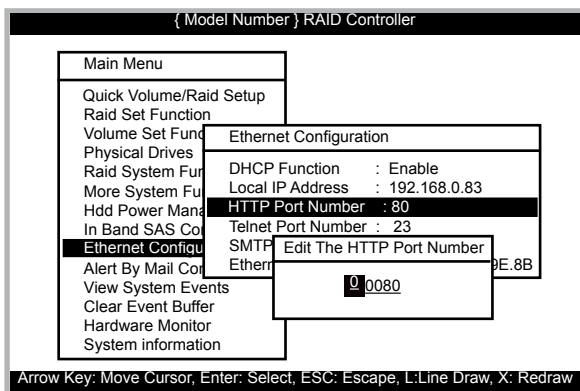 { Model Number } RAID Controller
Main Menu
Quick Volume/Raid Setup
Raid Set Function
Volume Set Func
Physical Drives
Raid System Fun
More System Fu
Hdd Power Mana
In Band SAS Co
Ethernet Configu
Alert By Mail Con
View System Events
Clear Event Buffer
Hardware Monitor
System information
Ethernet Configuration
DHCP Function : Enable
Local IP Address : 192.168.0.83
HTTP Port Number : 80
Telnet Port Number : 23
SMTP
Ethern 9E.8B
Edit The HTTP Port Number
0 0080
Arrow Key: Move Cursor, Enter: Select, ESC: Escape, L:Line Draw, X: Redraw